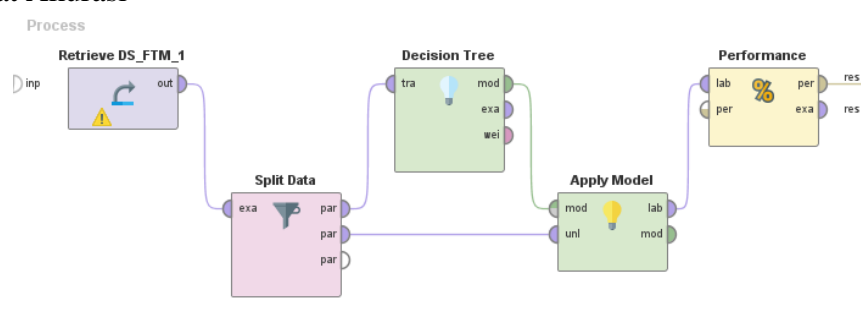 Process
inp
Retrieve DS_FTM_1
out
Split Data
exa
par
par
par
Decision Tree
tra
mod
exa
wei
Apply Model
mod
unl
lab
mod
Performance
lab
per
%
per
exa
res
res